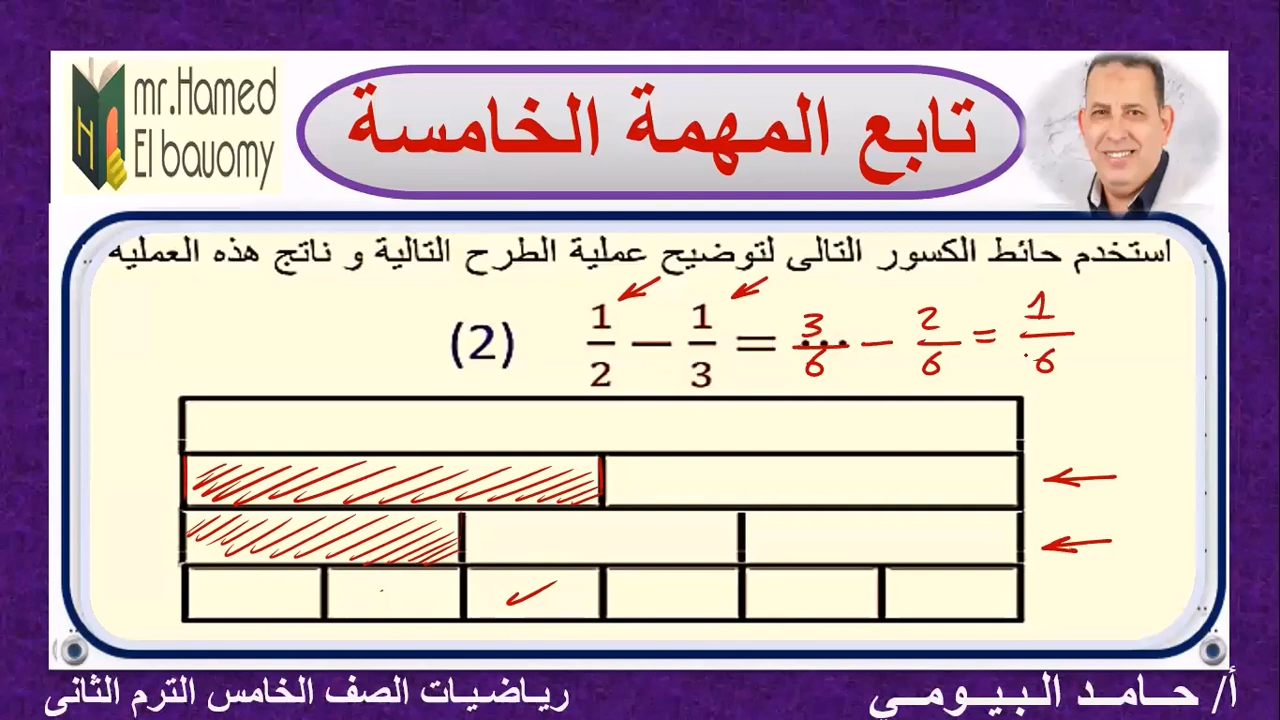 mr.Hamed
El bauomy
H
تابع المهمة الخامسة
استخدم حائط الكسور التالى لتوضيح عملية الطرح التالية و ناتج هذه العمليه
(2) 1/2 − 1/3 = ... 3/6 − 2/6 = 1/6
أ/ حامد البيومي
رياضيات الصف الخامس الترم الثانى